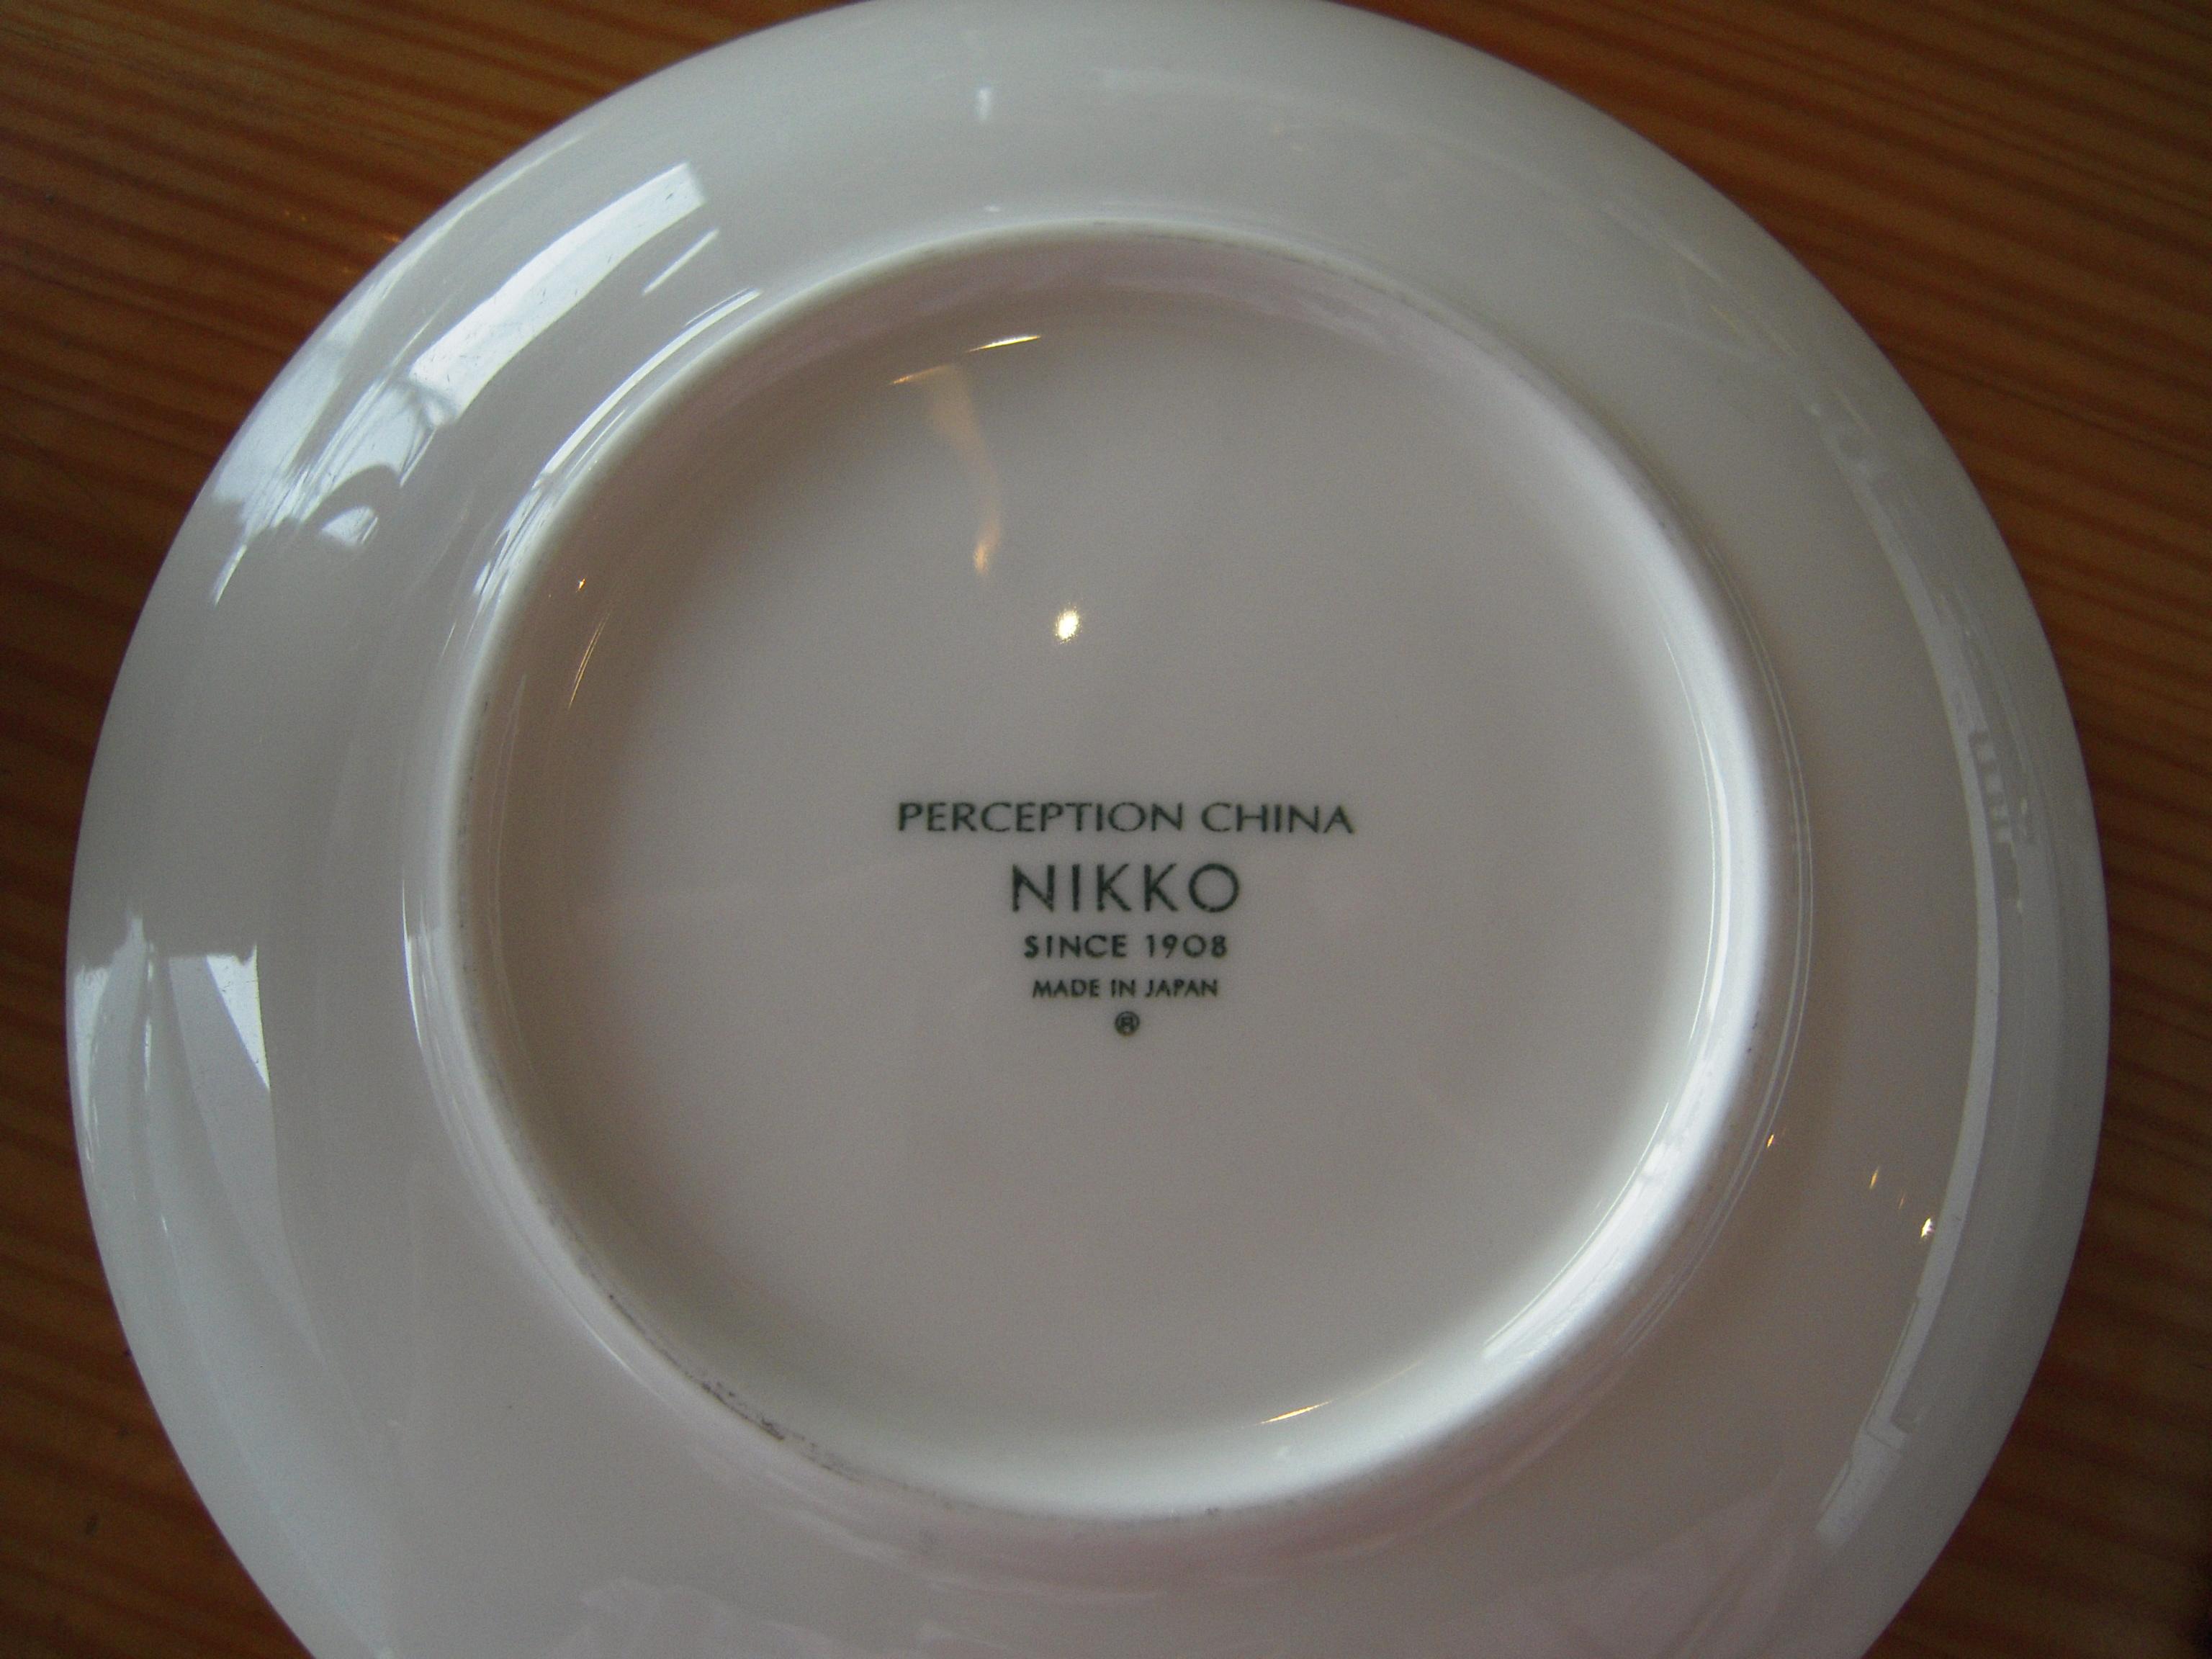 PERCEPTION CHINA
NIKKO
SINCE 1908
MADE IN JAPAN
®